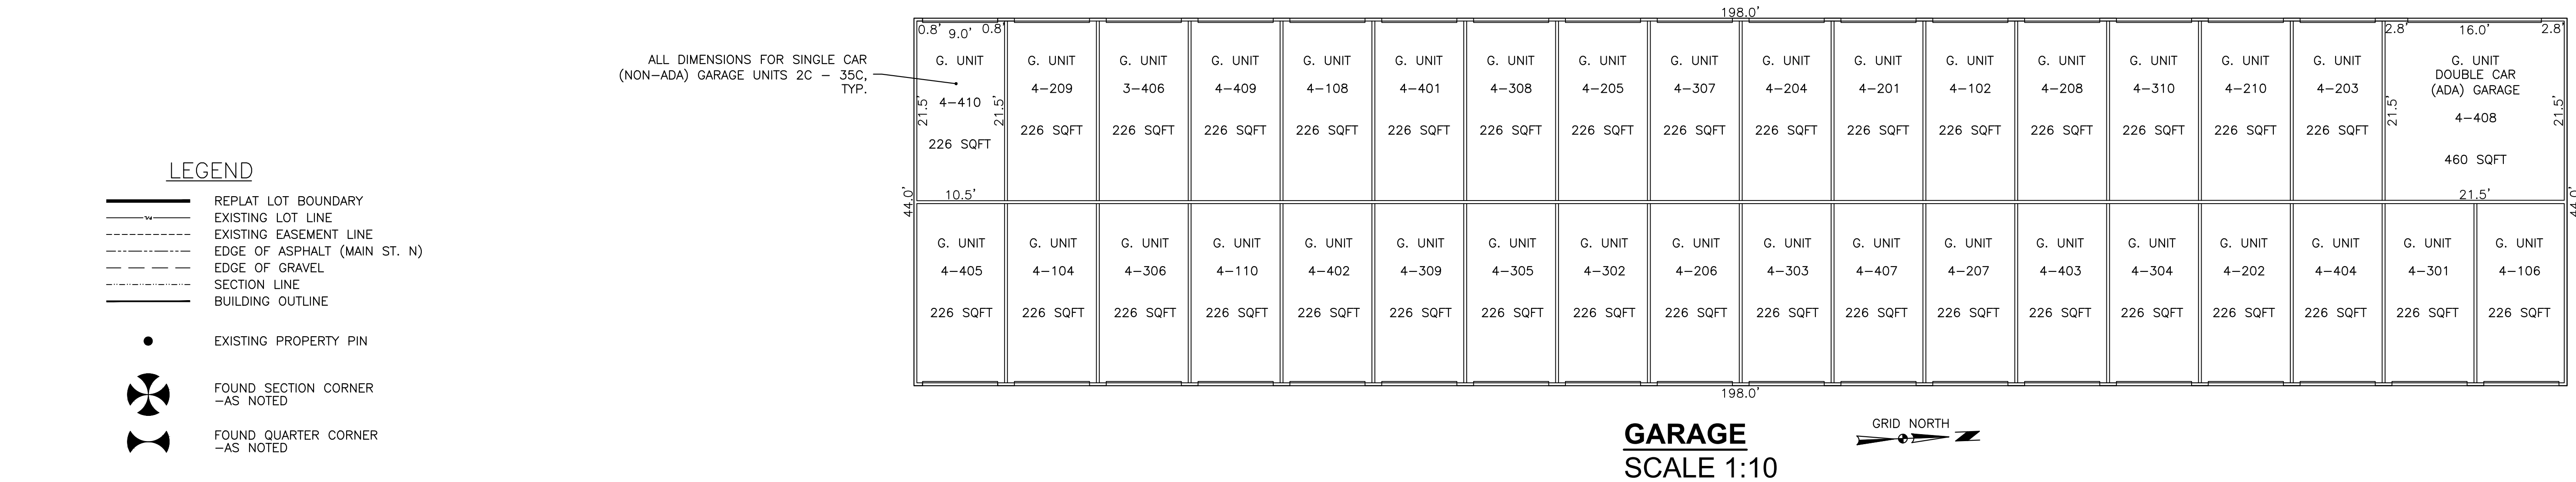 ALL DIMENSIONS FOR SINGLE CAR
(NON-ADA) GARAGE UNITS 2C - 35C,
TYP.
LEGEND
REPLAT LOT BOUNDARY
EXISTING LOT LINE
EXISTING EASEMENT LINE
EDGE OF ASPHALT (MAIN ST. N)
EDGE OF GRAVEL
SECTION LINE
BUILDING OUTLINE
EXISTING PROPERTY PIN
FOUND SECTION CORNER
-AS NOTED
FOUND QUARTER CORNER
-AS NOTED
198.0'
44.0'
0.8'
9.0'
0.8'
G. UNIT
4-410
21.5'
21.5'
226 SQFT
10.5'
G. UNIT
4-209
226 SQFT
G. UNIT
3-406
226 SQFT
G. UNIT
4-409
226 SQFT
G. UNIT
4-108
226 SQFT
G. UNIT
4-401
226 SQFT
G. UNIT
4-308
226 SQFT
G. UNIT
4-205
226 SQFT
G. UNIT
4-307
226 SQFT
G. UNIT
4-204
226 SQFT
G. UNIT
4-201
226 SQFT
G. UNIT
4-102
226 SQFT
G. UNIT
4-208
226 SQFT
G. UNIT
4-310
226 SQFT
G. UNIT
4-210
226 SQFT
G. UNIT
4-203
226 SQFT
2.8'
16.0'
2.8'
G. UNIT
DOUBLE CAR
(ADA) GARAGE
4-408
21.5'
21.5'
460 SQFT
21.5'
44.0'
G. UNIT
4-405
226 SQFT
G. UNIT
4-104
226 SQFT
G. UNIT
4-306
226 SQFT
G. UNIT
4-110
226 SQFT
G. UNIT
4-402
226 SQFT
G. UNIT
4-309
226 SQFT
G. UNIT
4-305
226 SQFT
G. UNIT
4-302
226 SQFT
G. UNIT
4-206
226 SQFT
G. UNIT
4-303
226 SQFT
G. UNIT
4-407
226 SQFT
G. UNIT
4-207
226 SQFT
G. UNIT
4-403
226 SQFT
G. UNIT
4-304
226 SQFT
G. UNIT
4-202
226 SQFT
G. UNIT
4-404
226 SQFT
G. UNIT
4-301
226 SQFT
G. UNIT
4-106
226 SQFT
198.0'
GARAGE
SCALE 1:10
GRID NORTH